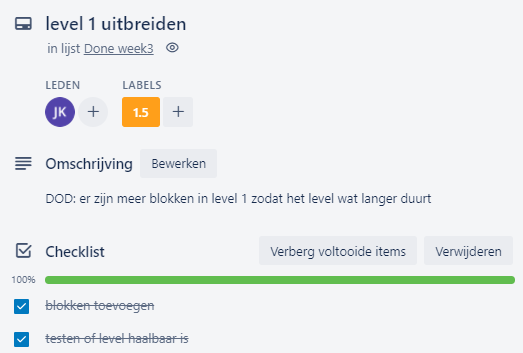 level 1 uitbreiden
in lijst Done week3
LEDEN LABELS
JK + 1.5 +
Omschrijving Bewerken
DOD: er zijn meer blokken in level 1 zodat het level wat langer duurt
Checklist Verberg voltooide items Verwijderen
100%
blokken toevoegen
testen of level haalbaar is